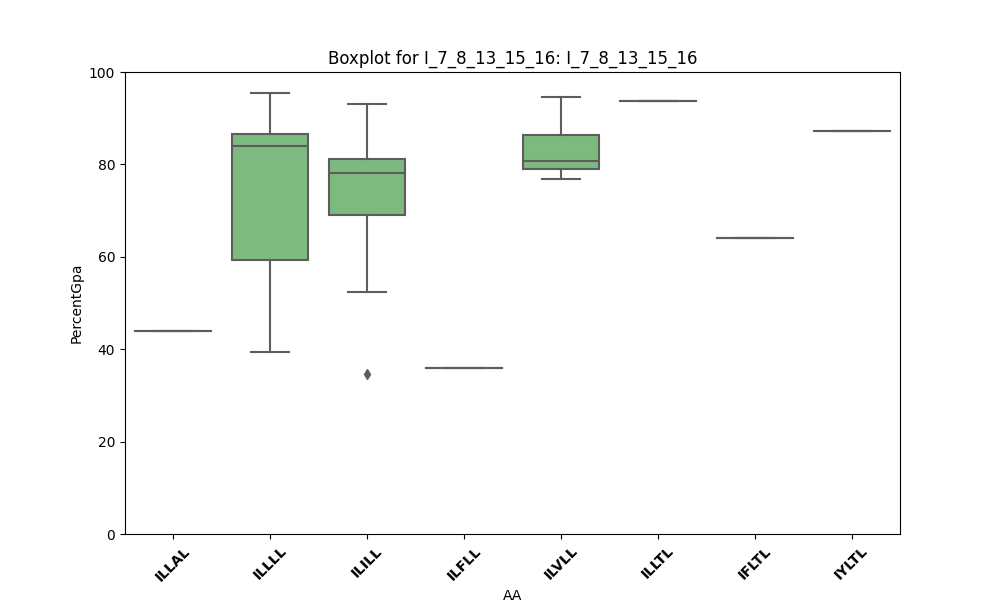 Boxplot for I_7_8_13_15_16: I_7_8_13_15_16
100
80
60
40
20
0
PercentGpa
ILLAL
ILLLL
ILILL
ILFLL
ILVLL
ILLTL
IFLTL
IYLTL
AA